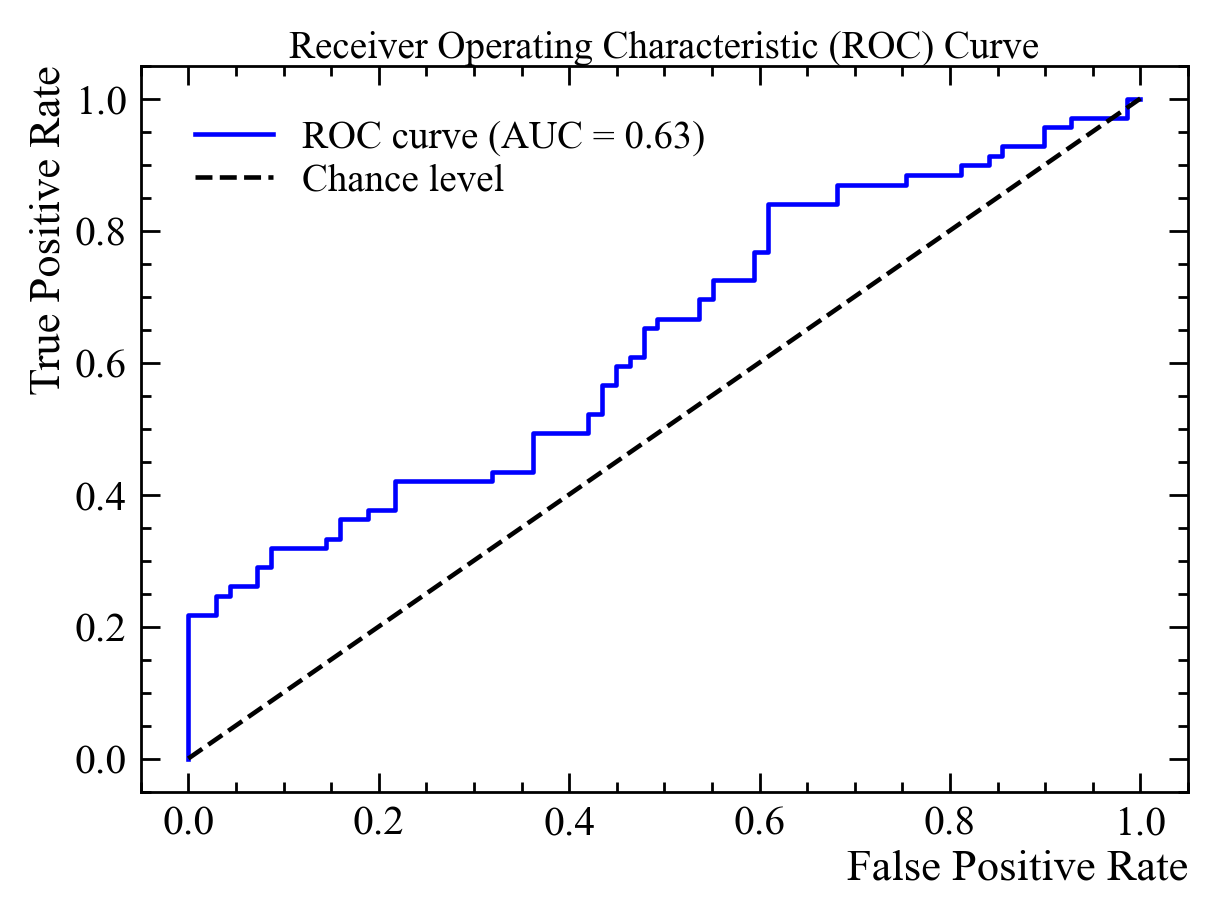 Receiver Operating Characteristic (ROC) Curve
True Positive Rate
1.0
0.8
0.6
0.4
0.2
0.0
ROC curve (AUC = 0.63)
Chance level
0.0 0.2 0.4 0.6 0.8 1.0
False Positive Rate